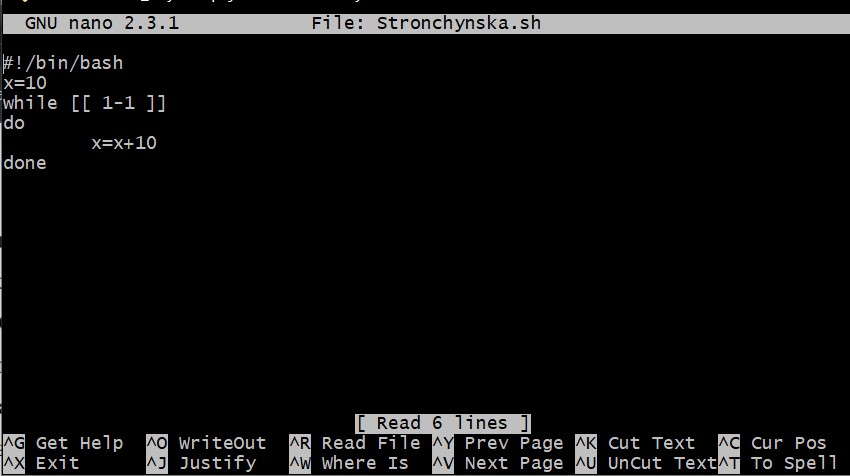 GNU nano 2.3.1 File: Stronchynska.sh
#!/bin/bash
x=10
while [[ 1-1 ]]
do
x=x+10
done
[ Read 6 lines ]
^G Get Help ^O WriteOut ^R Read File ^Y Prev Page ^K Cut Text ^C Cur Pos
^X Exit ^J Justify ^W Where Is ^V Next Page ^U UnCut Text ^T To Spell